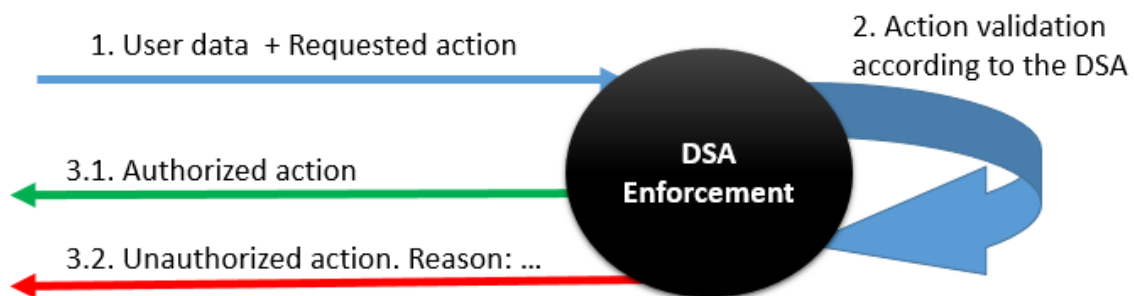 1. User data + Requested action
2. Action validation
according to the DSA
3.1. Authorized action
DSA
Enforcement
3.2. Unauthorized action. Reason: ...